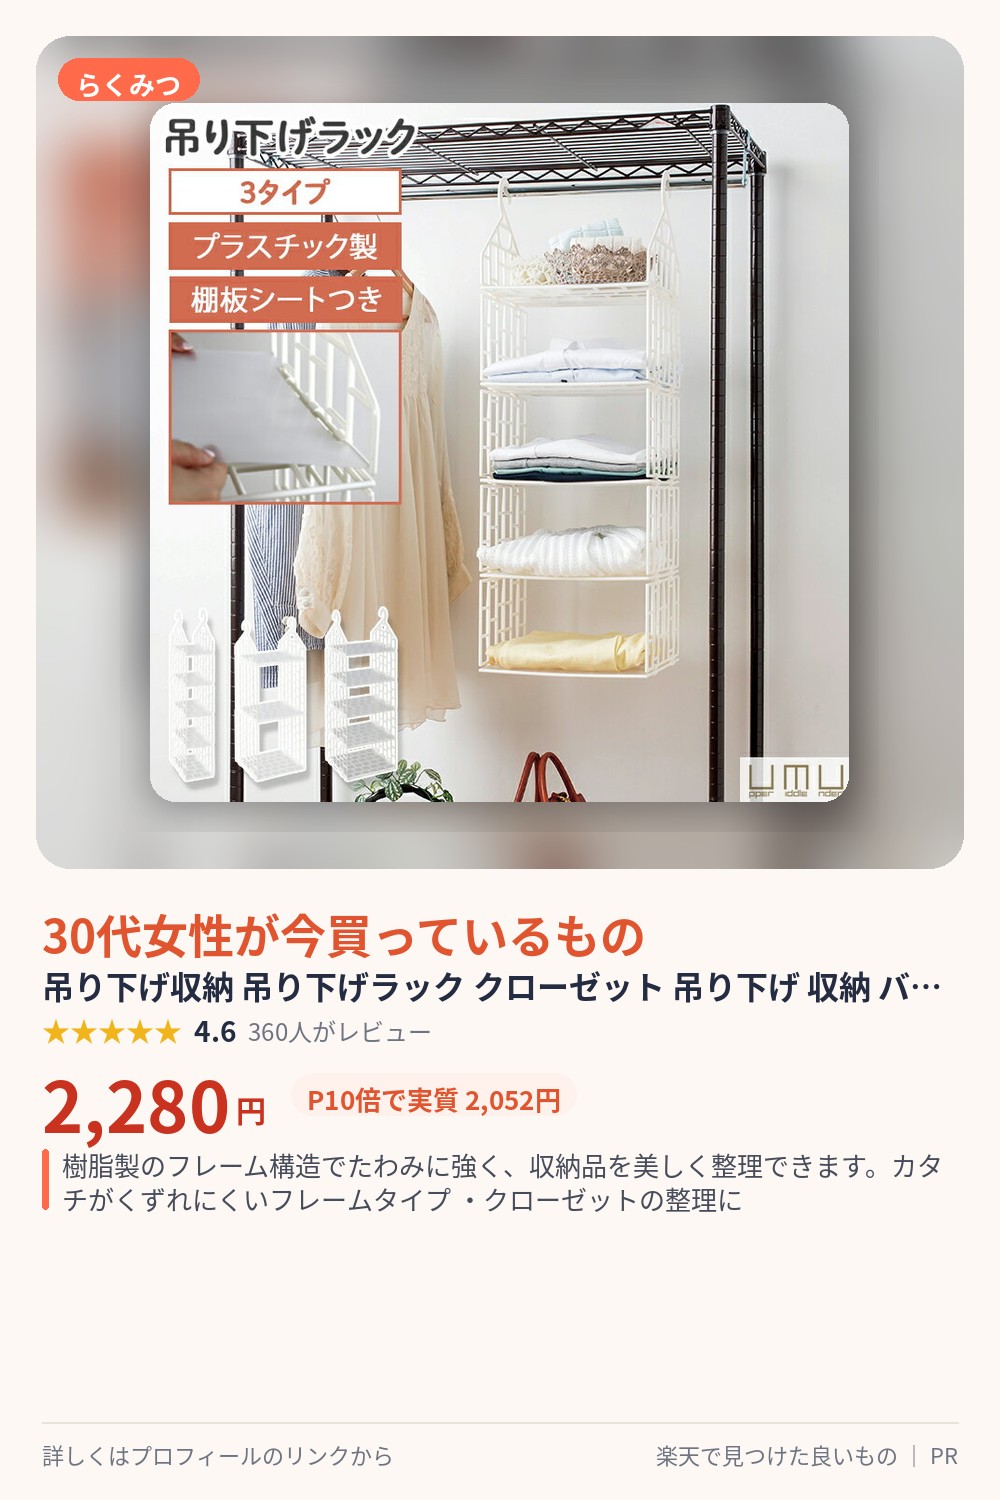 らくみつ
吊り下げラック
3タイプ
プラスチック製
棚板シートつき
UMU
pper iddle nder
30代女性が今買っているもの
吊り下げ収納 吊り下げラック クローゼット 吊り下げ 収納 バ…
★★★★★ 4.6 360人がレビュー
2,280円 P10倍で実質 2,052円
樹脂製のフレーム構造でたわみに強く、収納品を美しく整理できます。カタ
チがくずれにくいフレームタイプ ・クローゼットの整理に
詳しくはプロフィールのリンクから
楽天で見つけた良いもの | PR